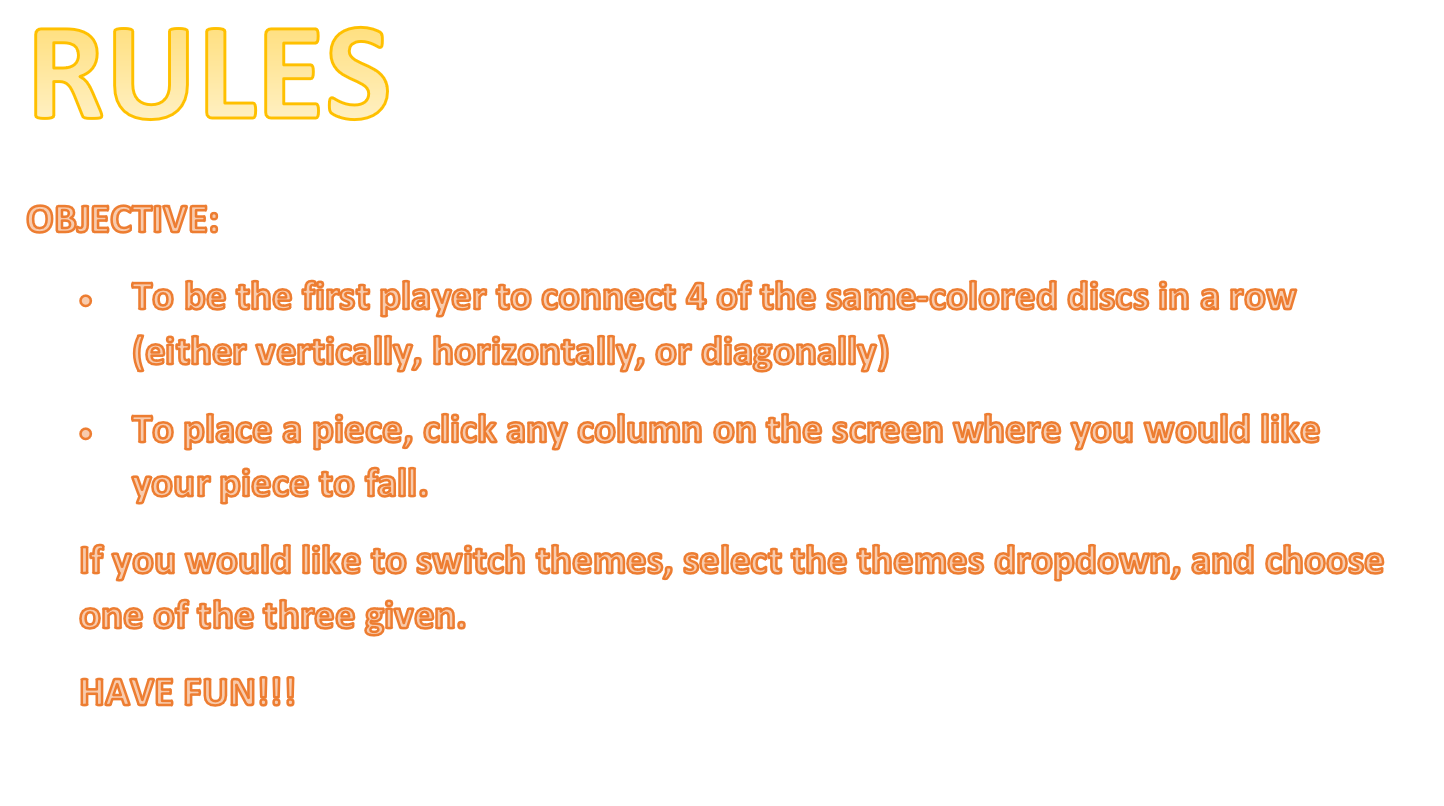 RULES
OBJECTIVE:
• To be the first player to connect 4 of the same-colored discs in a row
(either vertically, horizontally, or diagonally)
• To place a piece, click any column on the screen where you would like
your piece to fall.
If you would like to switch themes, select the themes dropdown, and choose
one of the three given.
HAVE FUN!!!